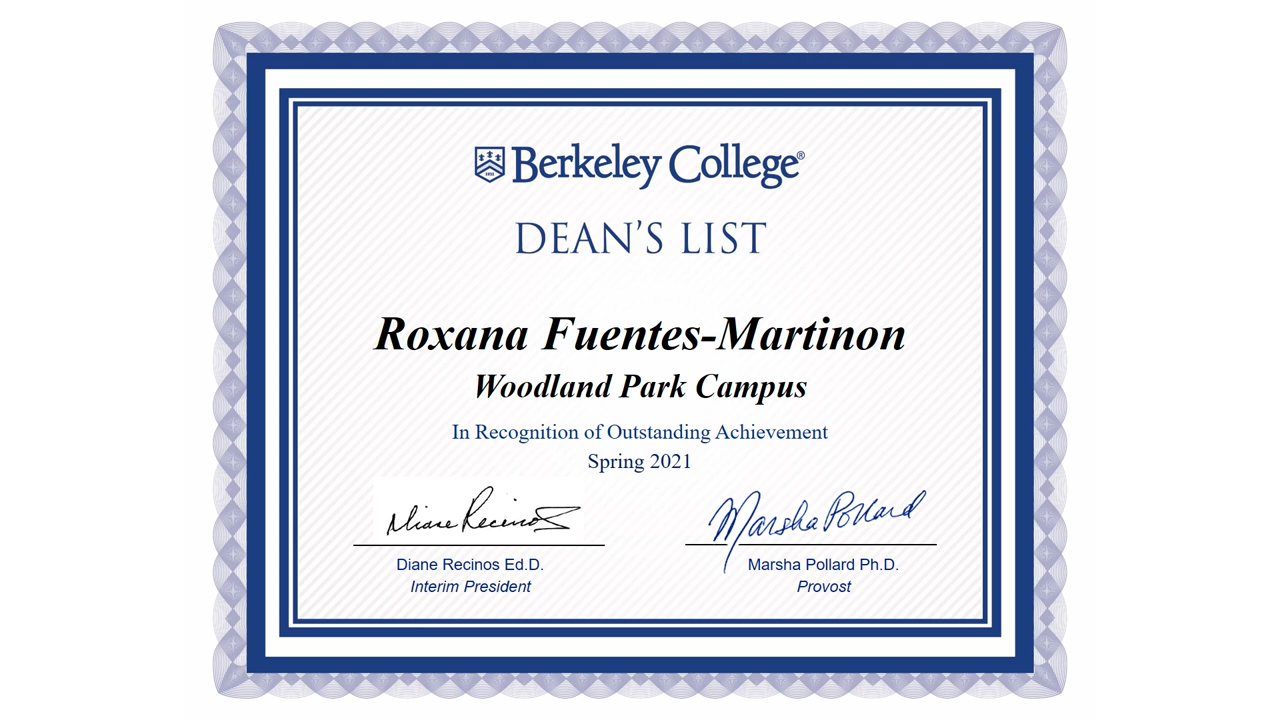 Berkeley College®
DEAN'S LIST
Roxana Fuentes-Martinon
Woodland Park Campus
In Recognition of Outstanding Achievement
Spring 2021
Diane Recinos Marsha Pollard
Diane Recinos Ed.D. Marsha Pollard Ph.D.
Interim President Provost